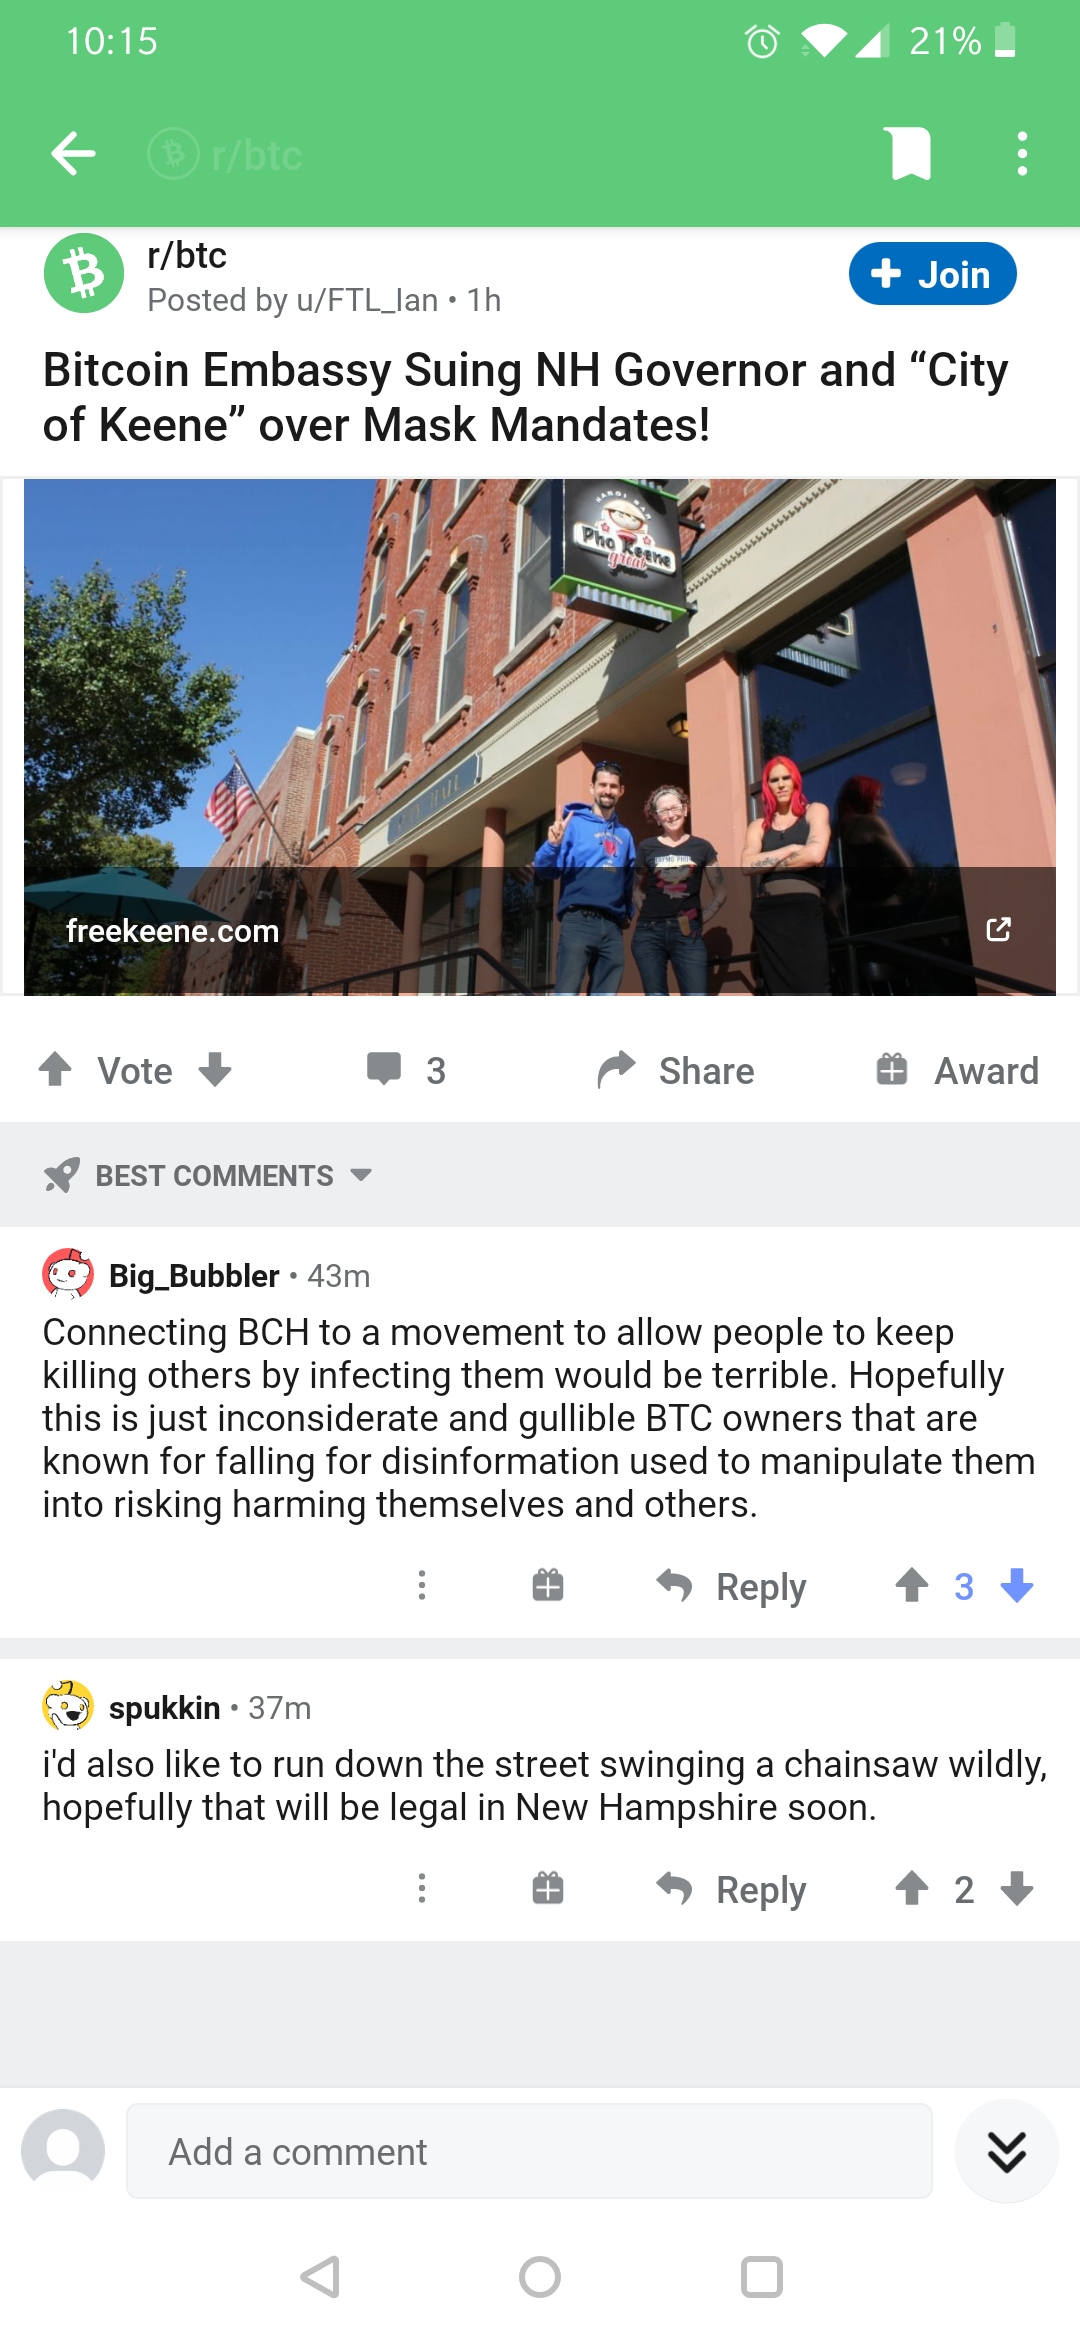 10:15
21%
r/btc
r/btc
Posted by u/FTL_Ian • 1h
+ Join
Bitcoin Embassy Suing NH Governor and “City
of Keene” over Mask Mandates!
HANOI BAR
Pho Keene
great
freekeene.com
Vote
3
Share
Award
BEST COMMENTS
Big_Bubbler • 43m
Connecting BCH to a movement to allow people to keep
killing others by infecting them would be terrible. Hopefully
this is just inconsiderate and gullible BTC owners that are
known for falling for disinformation used to manipulate them
into risking harming themselves and others.
Reply
3
spukkin • 37m
i'd also like to run down the street swinging a chainsaw wildly,
hopefully that will be legal in New Hampshire soon.
Reply
2
Add a comment